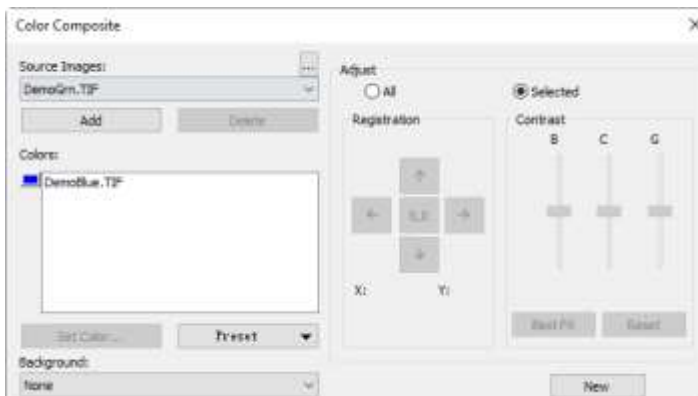 Color Composite
Source Images:
...
DemoGrn.TIF
Add
Delete
Colors:
DemoBlue.TIF
Set Color...
Preset
Background:
None
Adjust
All
Selected
Registration
0,0
X:
Y:
Contrast
B C G
Best Fit
Reset
New